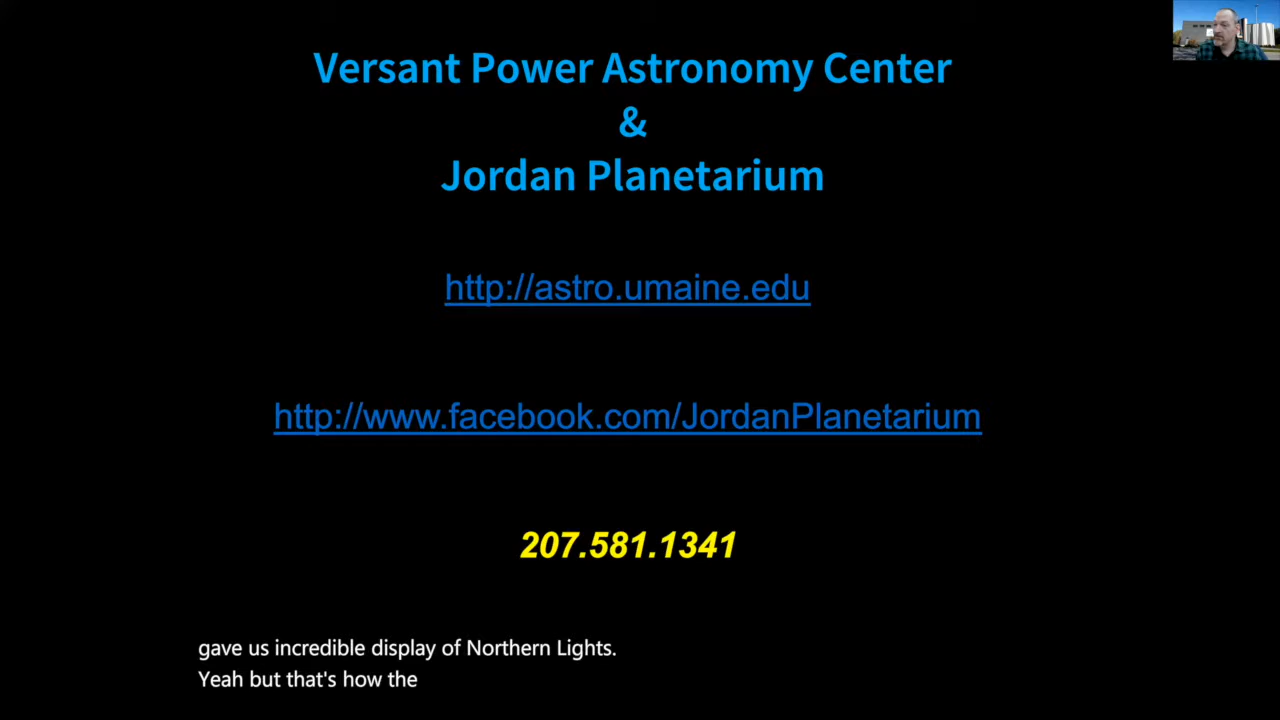 Versant Power Astronomy Center
&
Jordan Planetarium
http://astro.umaine.edu
http://www.facebook.com/JordanPlanetarium
207.581.1341
gave us incredible display of Northern Lights.
Yeah but that's how the